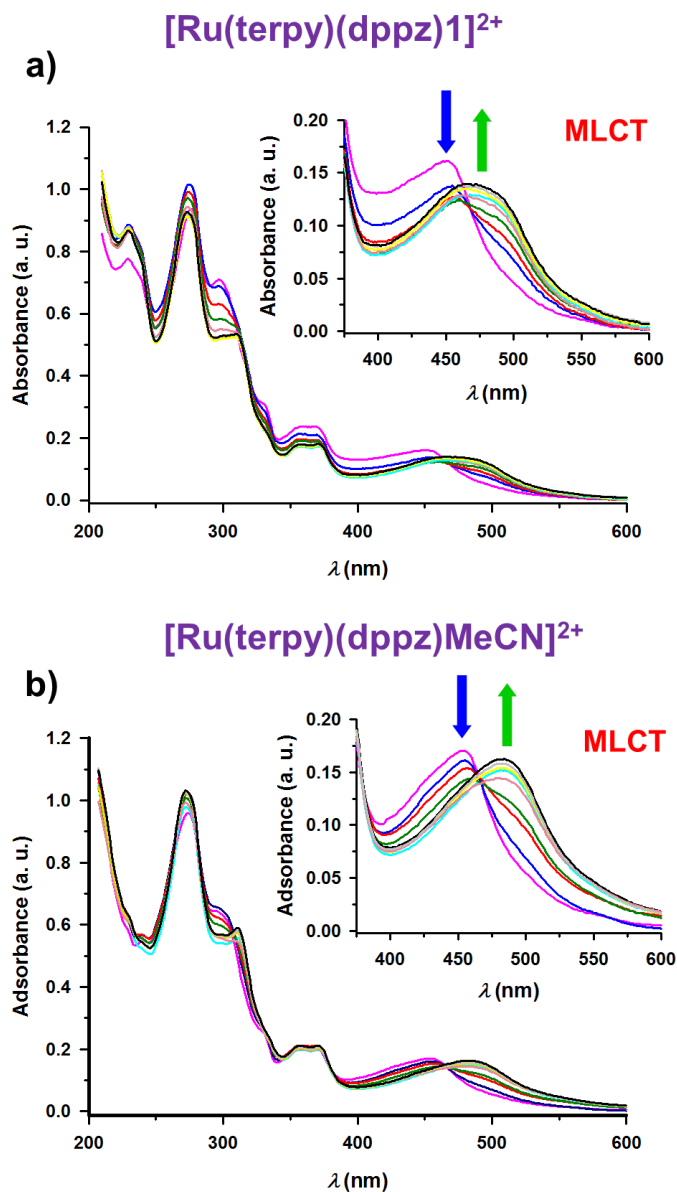 [Ru(terpy)(dppz)1]²⁺
a)
MLCT
Absorbance (a. u.)
1.2
1.0
0.8
0.6
0.4
0.2
0.0
200 300 400 500 600
λ (nm)
Absorbance (a. u.)
0.20
0.15
0.10
0.05
0.00
400 450 500 550 600
λ (nm)
[Ru(terpy)(dppz)MeCN]²⁺
b)
MLCT
Adsorbance (a. u.)
1.2
1.0
0.8
0.6
0.4
0.2
0.0
200 300 400 500 600
λ (nm)
Adsorbance (a. u.)
0.20
0.15
0.10
0.05
0.00
400 450 500 550 600
λ (nm)